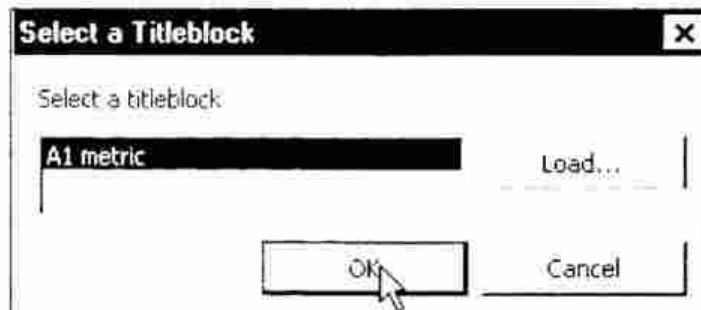 Select a Titleblock
Select a titleblock
A1 metric
Load...
OK
Cancel